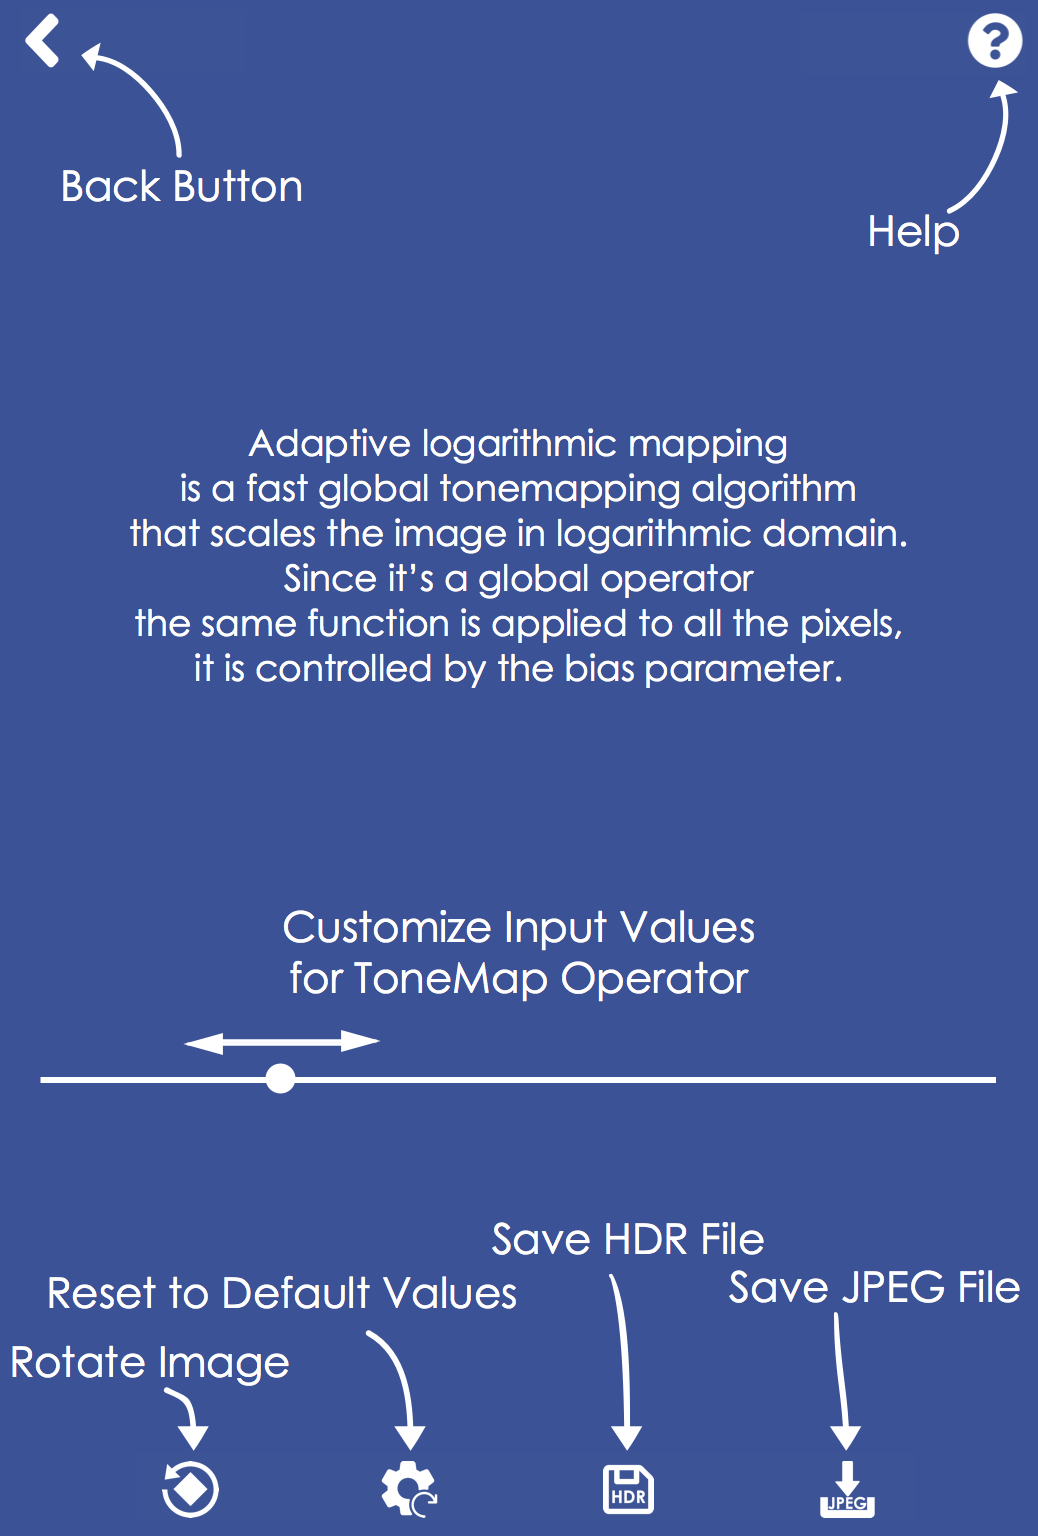 ?
Back Button
Help
Adaptive logarithmic mapping
is a fast global tonemapping algorithm
that scales the image in logarithmic domain.
Since it’s a global operator
the same function is applied to all the pixels,
it is controlled by the bias parameter.
Customize Input Values
for ToneMap Operator
Save HDR File
Save JPEG File
Reset to Default Values
Rotate Image
HDR
JPEG